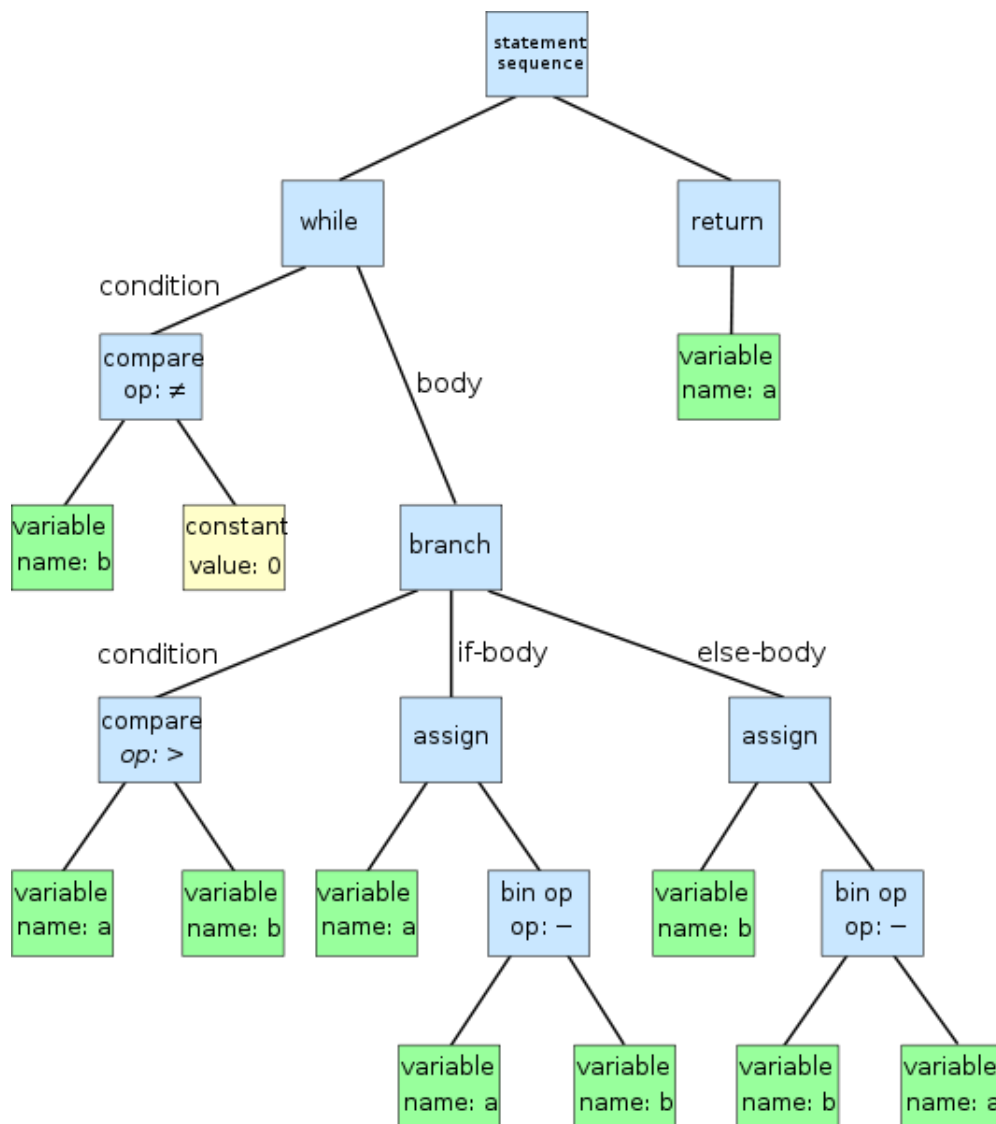 statement
sequence
while
return
condition
compare
op: ≠
body
variable
name: a
variable
name: b
constant
value: 0
branch
condition
if-body
else-body
compare
op: >
assign
assign
variable
name: a
variable
name: b
variable
name: a
bin op
op: −
variable
name: b
bin op
op: −
variable
name: a
variable
name: b
variable
name: b
variable
name: a